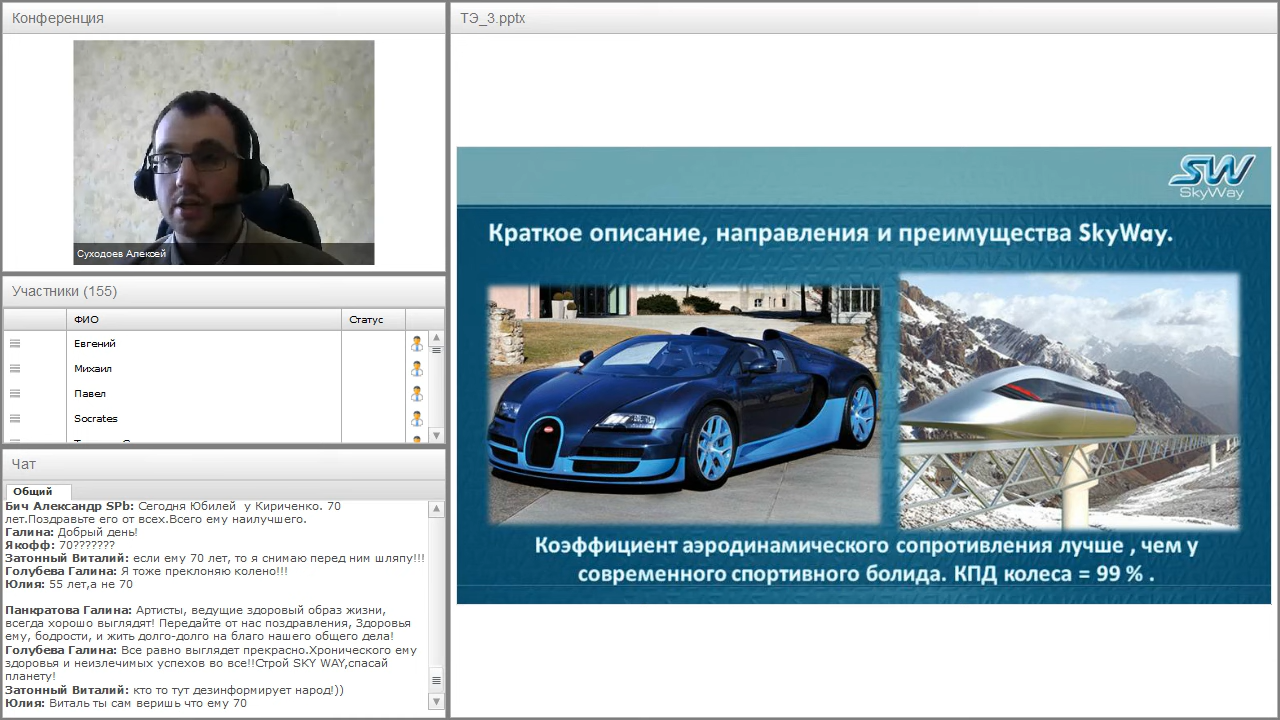 Конференция
Суходоев Алексей
Участники (155)
ФИО
Статус
Евгений
Михаил
Павел
Socrates
Чат
Общий
Бич Александр SPb: Сегодня Юбилей  у Кириченко. 70
лет.Поздравьте его от всех.Всего ему наилучшего.
Галина: Добрый день!
Якофф: 70???????
Затонный Виталий: если ему 70 лет, то я снимаю перед ним шляпу!!!
Голубева Галина: Я тоже преклоняю колено!!!
Юлия: 55 лет,а не 70
Панкратова Галина: Артисты, ведущие здоровый образ жизни,
всегда хорошо выглядят! Передайте от нас поздравления, Здоровья
ему, бодрости, и жить долго-долго на благо нашего общего дела!
Голубева Галина: Все равно выглядет прекрасно.Хронического ему
здоровья и неизлечимых успехов во все!!Строй SKY WAY,спасай
планету!
Затонный Виталий: кто то тут дезинформирует народ!))
Юлия: Виталь ты сам веришь что ему 70
ТЭ_3.pptx
SW
SkyWay
Краткое описание, направления и преимущества SkyWay.
Коэффициент аэродинамического сопротивления лучше , чем у
современного спортивного болида. КПД колеса = 99 % .